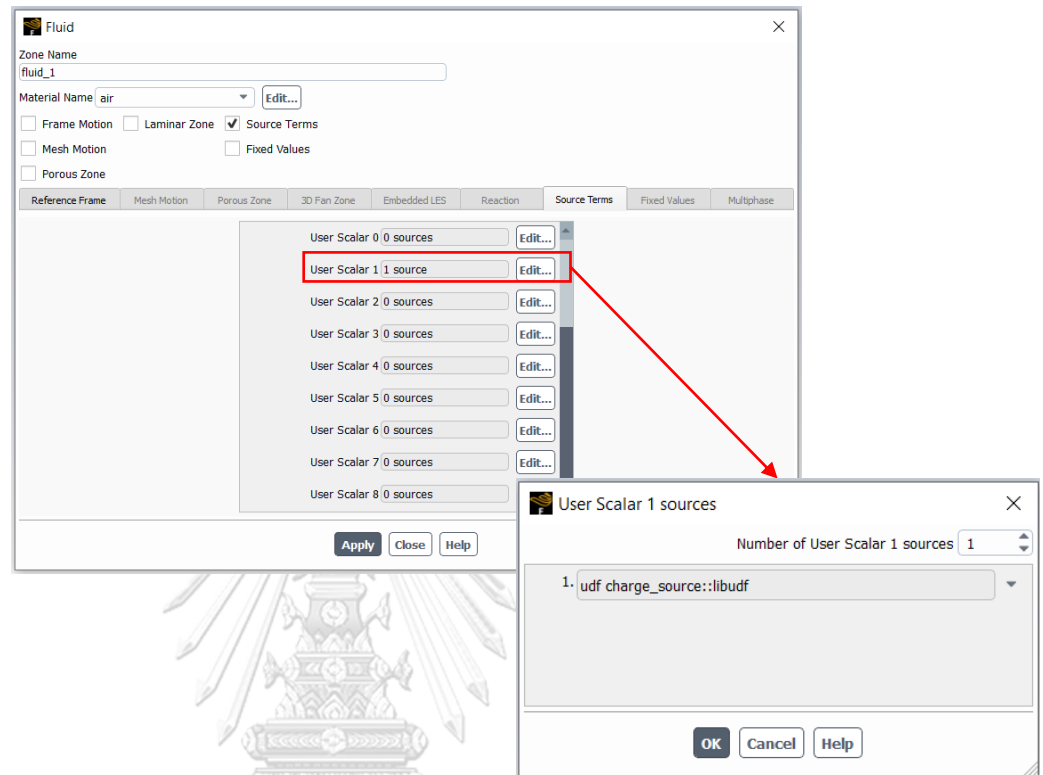 Fluid
Zone Name
fluid_1
Material Name air Edit...
Frame Motion Laminar Zone Source Terms
Mesh Motion Fixed Values
Porous Zone
Reference Frame Mesh Motion Porous Zone 3D Fan Zone Embedded LES Reaction Source Terms Fixed Values Multiphase
User Scalar 0 0 sources Edit...
User Scalar 1 1 source Edit...
User Scalar 2 0 sources Edit...
User Scalar 3 0 sources Edit...
User Scalar 4 0 sources Edit...
User Scalar 5 0 sources Edit...
User Scalar 6 0 sources Edit...
User Scalar 7 0 sources Edit...
User Scalar 8 0 sources
Apply Close Help
User Scalar 1 sources
Number of User Scalar 1 sources 1
1. udf charge_source::libudf
OK Cancel Help